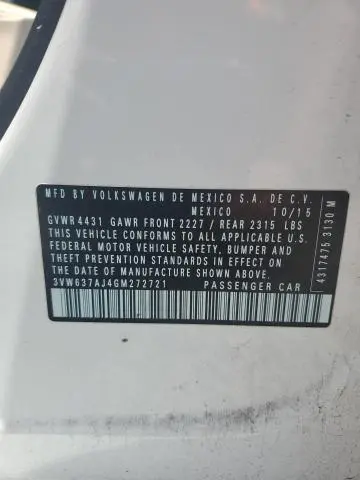 MFD BY VOLKSWAGEN DE MEXICO S.A. DE C.V.
MEXICO 10/15
GVWR 4431 GAWR FRONT 2227 / REAR 2315 LBS
THIS VEHICLE CONFORMS TO ALL APPLICABLE U.S.
FEDERAL MOTOR VEHICLE SAFETY, BUMPER AND
THEFT PREVENTION STANDARDS IN EFFECT ON
THE DATE OF MANUFACTURE SHOWN ABOVE.
3VW637AJ4GM272721 PASSENGER CAR
4317475 3130 M